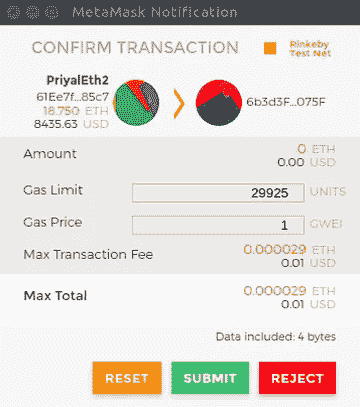 MetaMask Notification
CONFIRM TRANSACTION
Rinkeby
Test Net
PriyalEth2
61Ee7f...85c7
18.750 ETH
8435.63 USD
6b3d3F...075F
Amount
0 ETH
0.00 USD
Gas Limit
29925 UNITS
Gas Price
1 GWEI
Max Transaction Fee
0.000029 ETH
0.01 USD
Max Total
0.000029 ETH
0.01 USD
Data included: 4 bytes
RESET SUBMIT REJECT